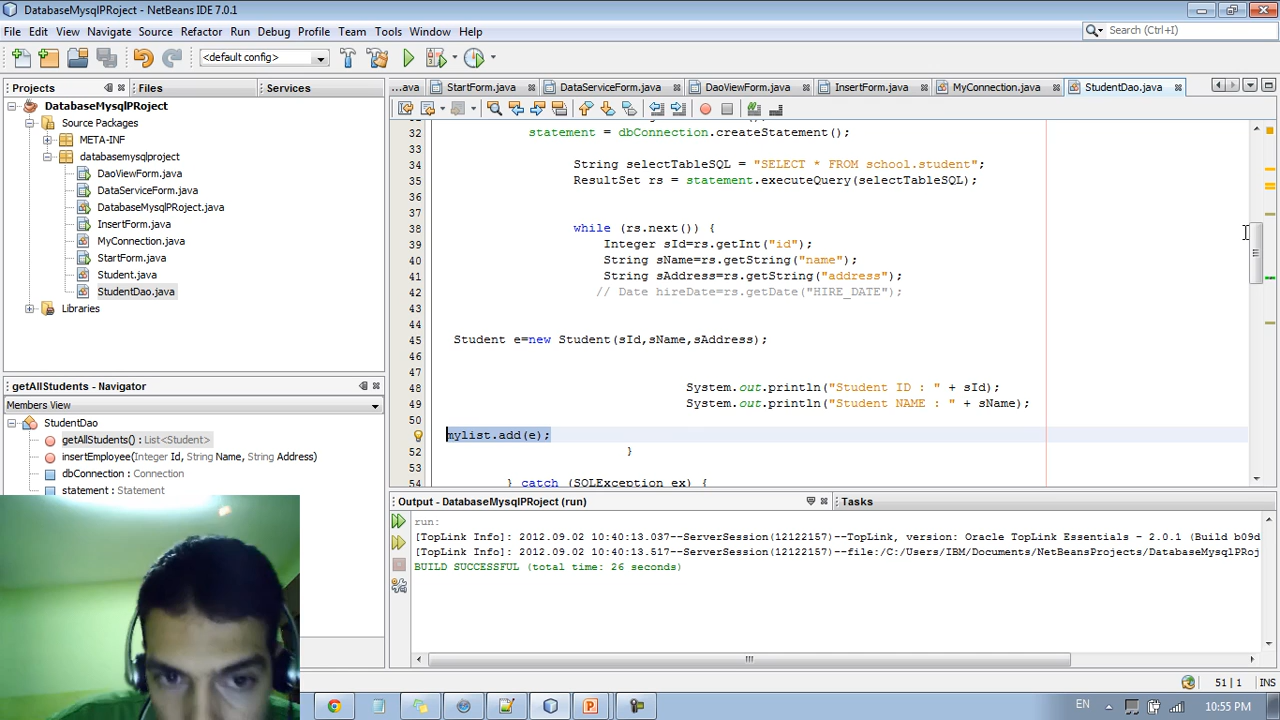 DatabaseMysqlPRoject - NetBeans IDE 7.0.1
File Edit View Navigate Source Refactor Run Debug Profile Team Tools Window Help
Search (Ctrl+I)
<default config>
Projects Files Services
...ava StartForm.java DataServiceForm.java DaoViewForm.java InsertForm.java MyConnection.java StudentDao.java
DatabaseMysqlPRoject
Source Packages
META-INF
databasemysqlproject
DaoViewForm.java
DataServiceForm.java
DatabaseMysqlPRoject.java
InsertForm.java
MyConnection.java
StartForm.java
Student.java
StudentDao.java
Libraries
getAllStudents - Navigator
Members View
StudentDao
getAllStudents() : List<Student>
insertEmployee(Integer Id, String Name, String Address)
dbConnection : Connection
statement : Statement
32 statement = dbConnection.createStatement();
33
34 String selectTableSQL = "SELECT * FROM school.student";
35 ResultSet rs = statement.executeQuery(selectTableSQL);
36
37
38 while (rs.next()) {
39 Integer sId=rs.getInt("id");
40 String sName=rs.getString("name");
41 String sAddress=rs.getString("address");
42 // Date hireDate=rs.getDate("HIRE_DATE");
43
44
45 Student e=new Student(sId,sName,sAddress);
46
47
48 System.out.println("Student ID : " + sId);
49 System.out.println("Student NAME : " + sName);
50
mylist.add(e);
52 }
53
54 } catch (SQLException ex) {
Output - DatabaseMysqlPRoject (run) Tasks
run:
[TopLink Info]: 2012.09.02 10:40:13.037--ServerSession(12122157)--TopLink, version: Oracle TopLink Essentials - 2.0.1 (Build b09d
[TopLink Info]: 2012.09.02 10:40:13.517--ServerSession(12122157)--file:/C:/Users/IBM/Documents/NetBeansProjects/DatabaseMysqlPRoj
BUILD SUCCESSFUL (total time: 26 seconds)
51 | 1 INS
EN 10:55 PM